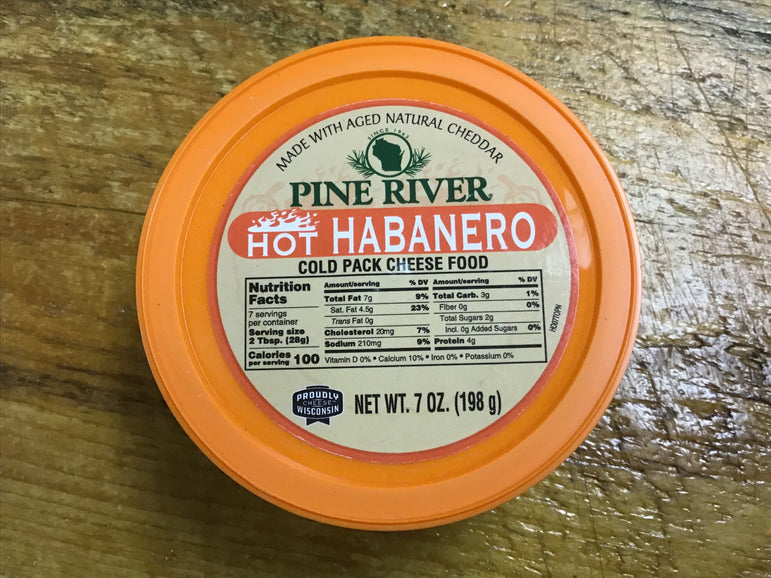 MADE WITH AGED NATURAL CHEDDAR
SINCE 1963
PINE RIVER
HOT HABANERO
COLD PACK CHEESE FOOD
Nutrition Facts
7 servings per container
Serving size
2 Tbsp. (28g)
Calories per serving 100
Amount/serving % DV
Total Fat 7g 9%
Sat. Fat 4.5g 23%
Trans Fat 0g
Cholesterol 20mg 7%
Sodium 210mg 9%
Amount/serving % DV
Total Carb. 3g 1%
Fiber 0g 0%
Total Sugars 2g
Incl. 0g Added Sugars 0%
Protein 4g
Vitamin D 0% • Calcium 10% • Iron 0% • Potassium 0%
PROUDLY
CHEESE™
WISCONSIN
NET WT. 7 OZ. (198 g)